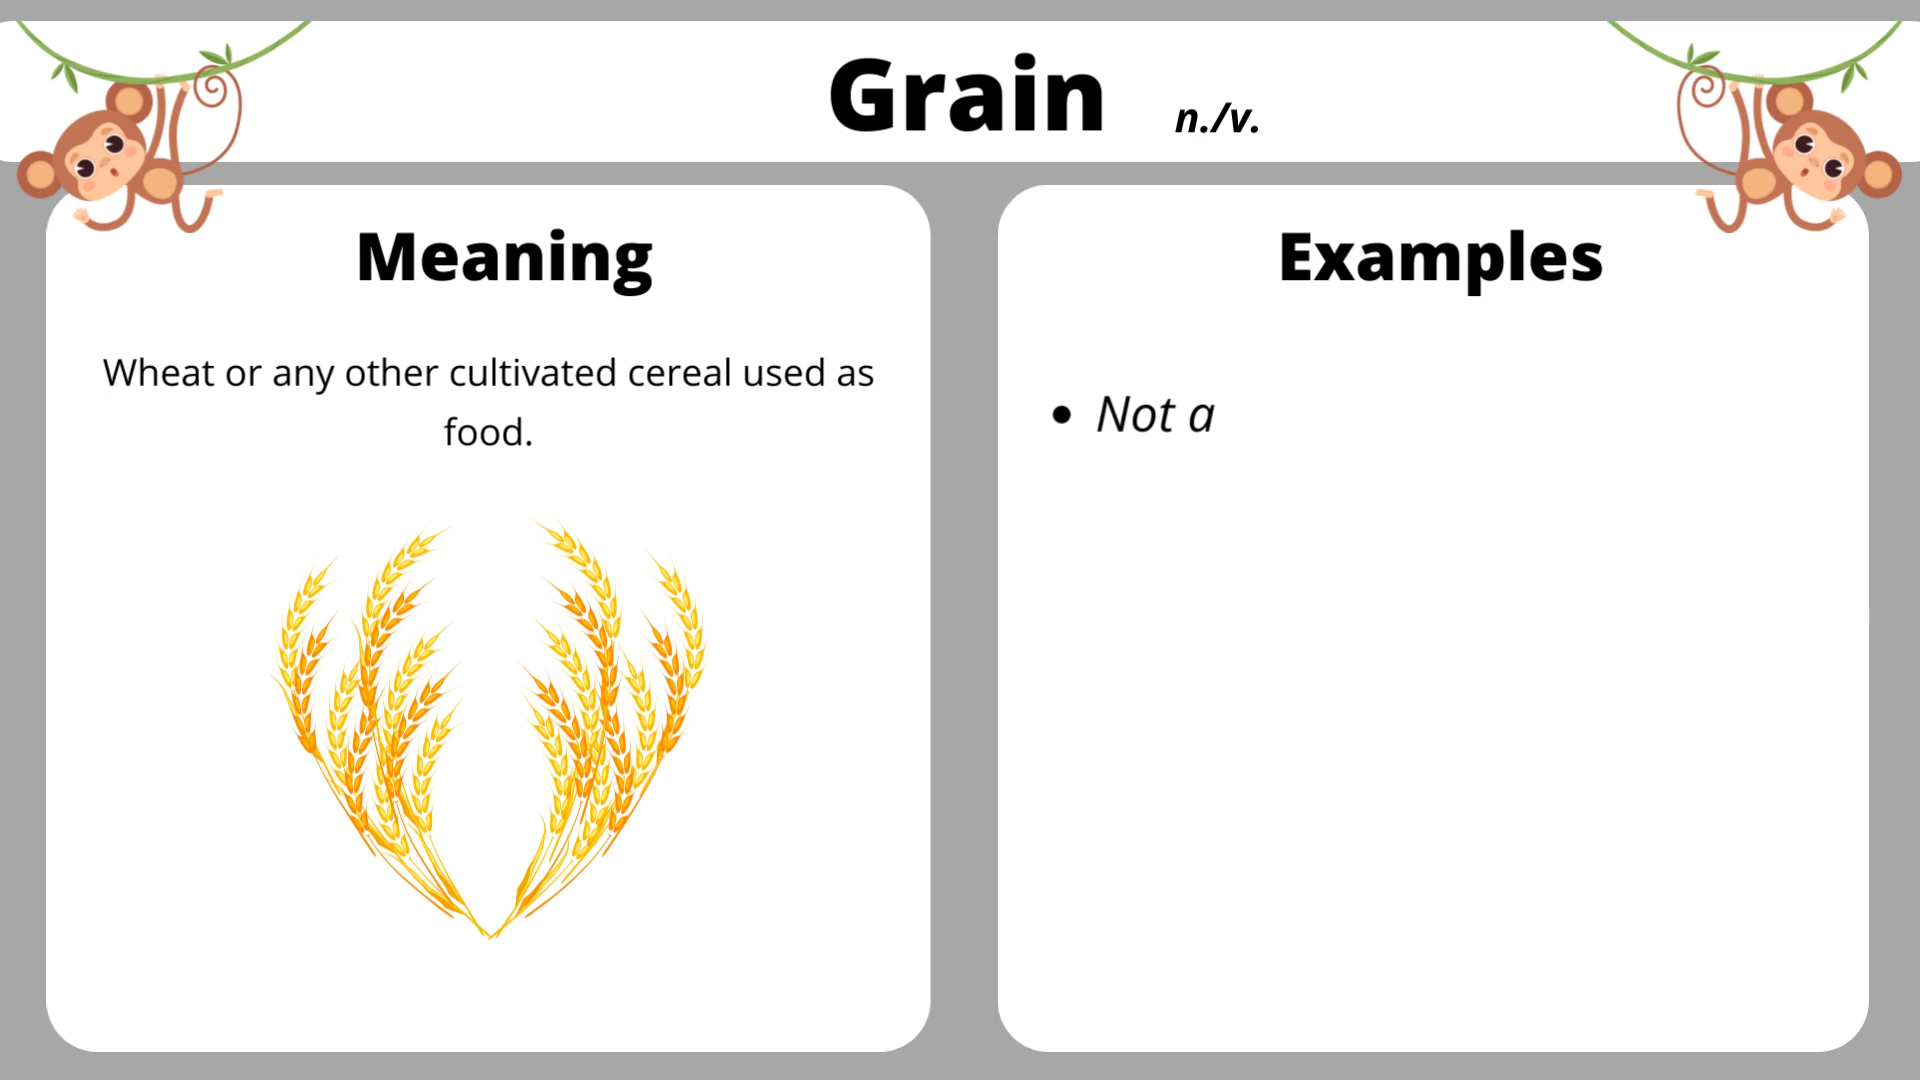 Grain n./v.
Meaning
Wheat or any other cultivated cereal used as
food.
Examples
• Not a